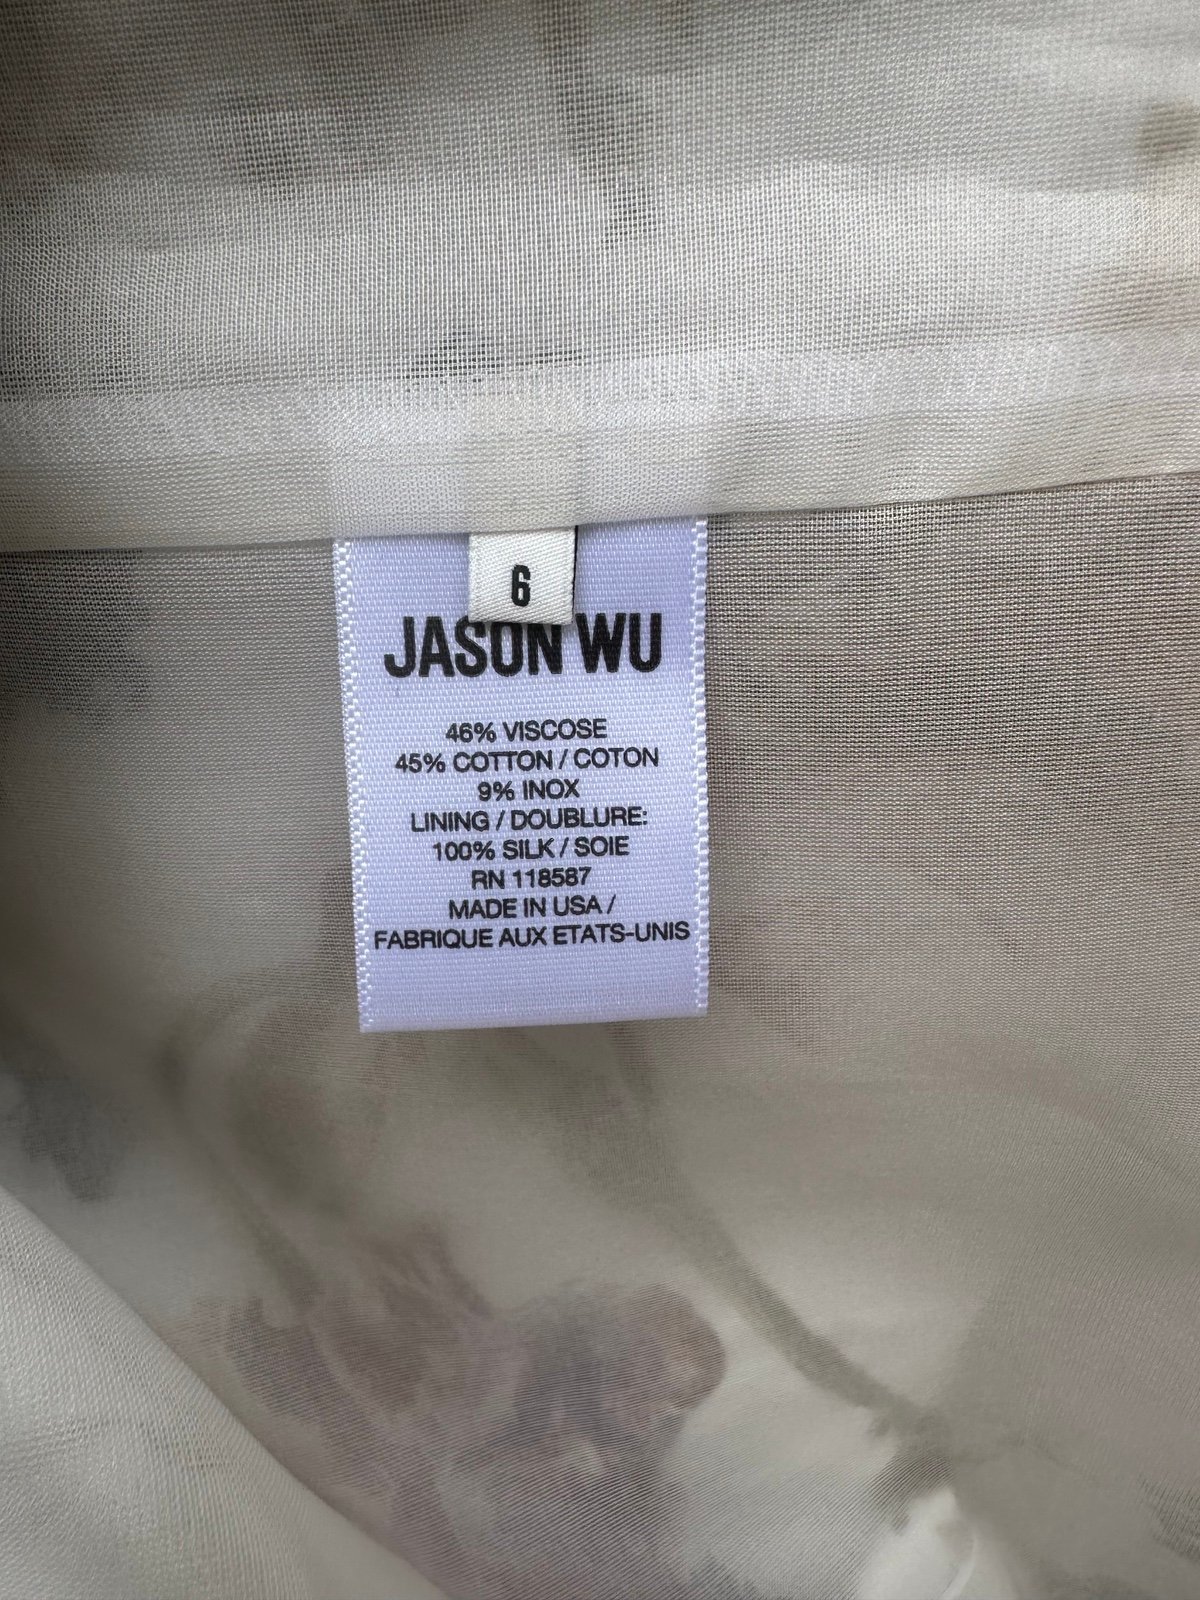 6
JASON WU
46% VISCOSE
45% COTTON / COTON
9% INOX
LINING / DOUBLURE:
100% SILK / SOIE
RN 118587
MADE IN USA /
FABRIQUE AUX ETATS-UNIS